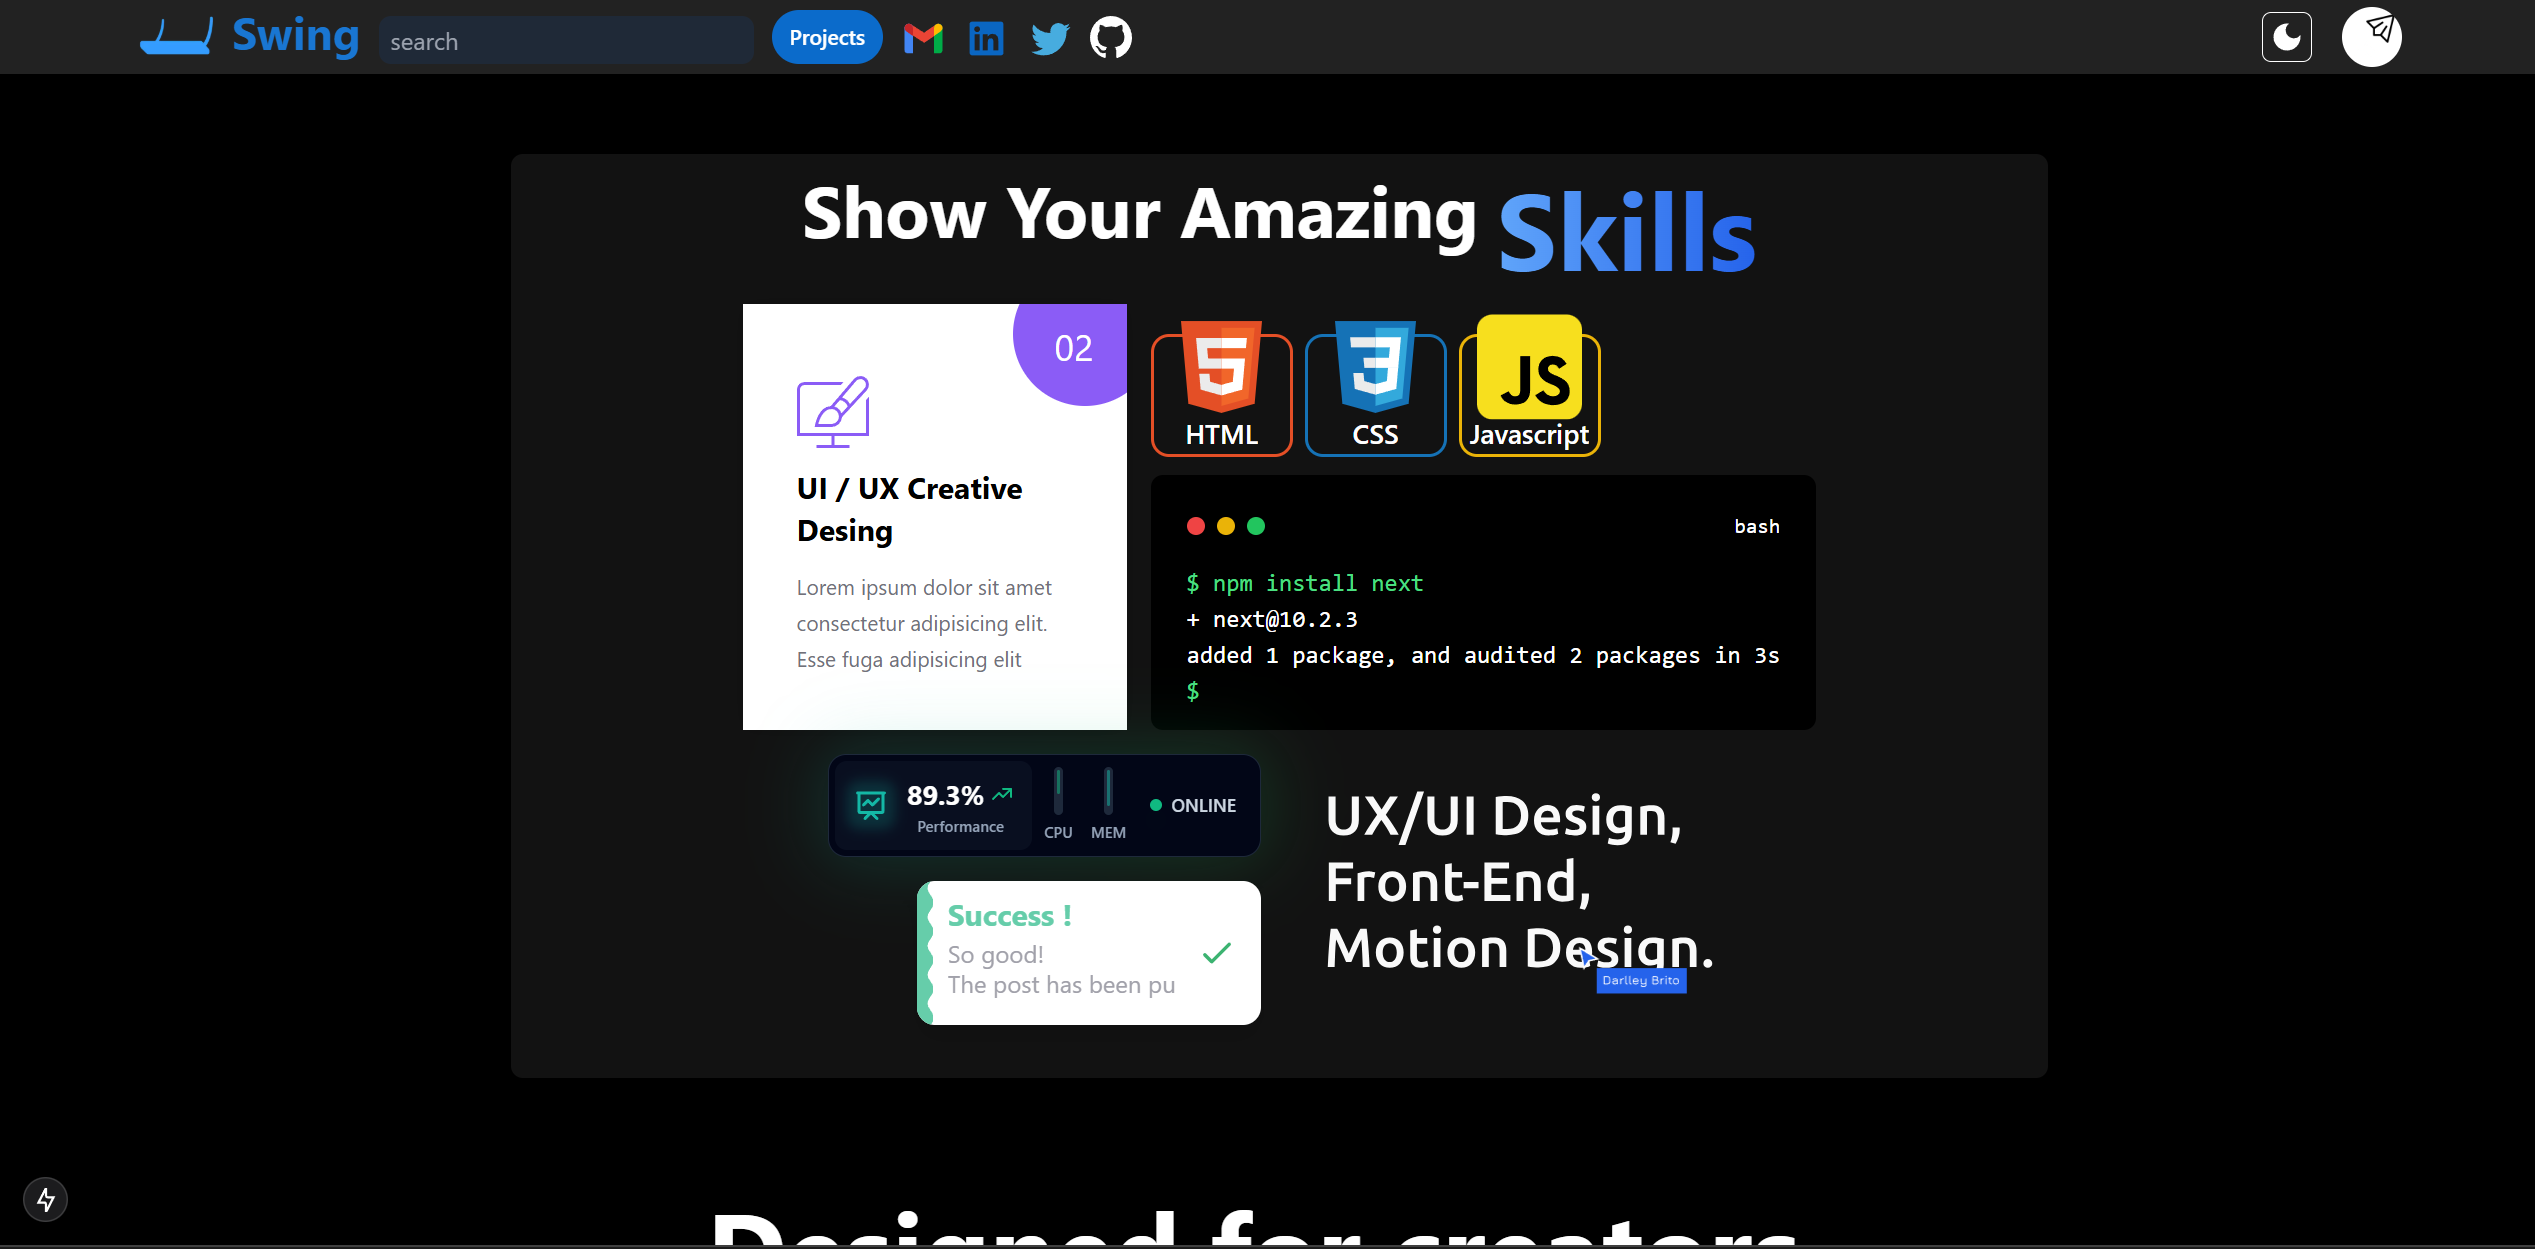 Swing
search
Projects
Show Your Amazing Skills
02
UI / UX Creative
Desing
Lorem ipsum dolor sit amet
consectetur adipisicing elit.
Esse fuga adipisicing elit
HTML
CSS
JS
Javascript
bash
$ npm install next
+ next@10.2.3
added 1 package, and audited 2 packages in 3s
$
89.3%
Performance
CPU
MEM
ONLINE
Success !
So good!
The post has been pu
UX/UI Design,
Front-End,
Motion Design.
Darlley Brito
Designed for creators